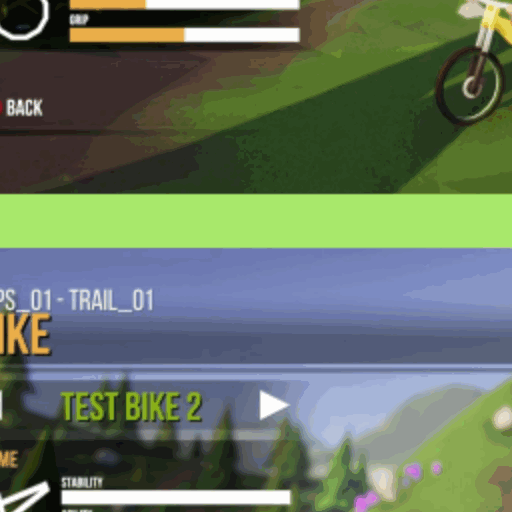 GRIP
BACK
PS_01 - TRAIL_01
IKE
TEST BIKE 2
ME
STABILITY